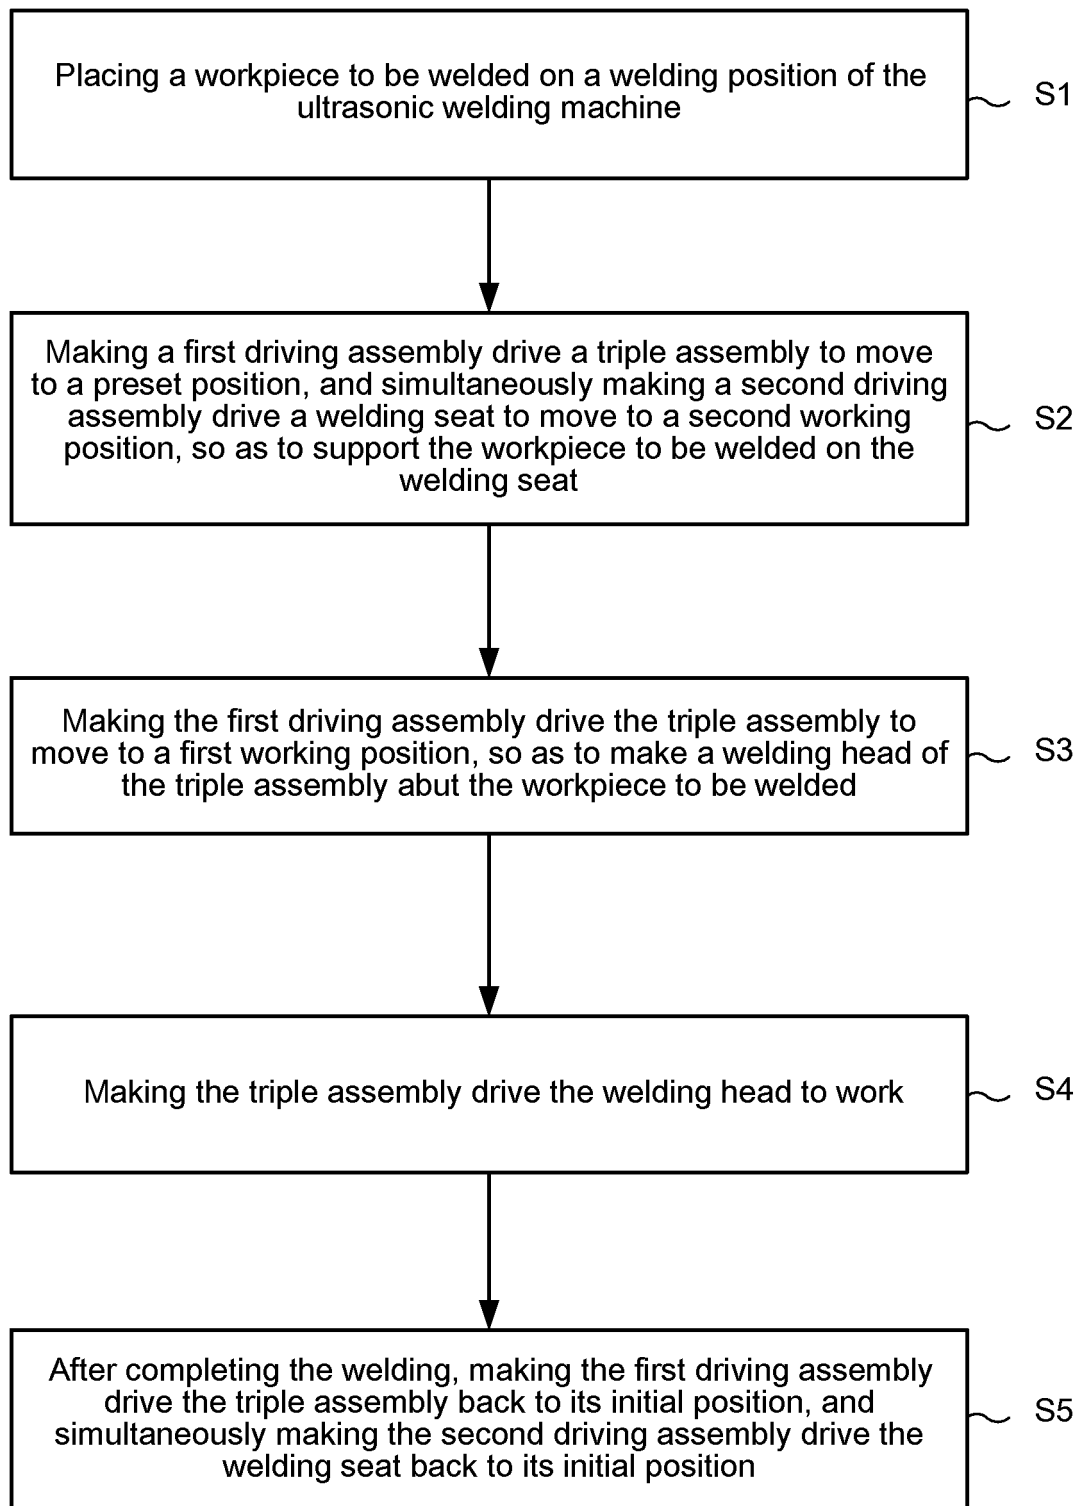 Placing a workpiece to be welded on a welding position of the
ultrasonic welding machine
S1
Making a first driving assembly drive a triple assembly to move
to a preset position, and simultaneously making a second driving
assembly drive a welding seat to move to a second working
position, so as to support the workpiece to be welded on the
welding seat
S2
Making the first driving assembly drive the triple assembly to
move to a first working position, so as to make a welding head of
the triple assembly abut the workpiece to be welded
S3
Making the triple assembly drive the welding head to work
S4
After completing the welding, making the first driving assembly
drive the triple assembly back to its initial position, and
simultaneously making the second driving assembly drive the
welding seat back to its initial position
S5